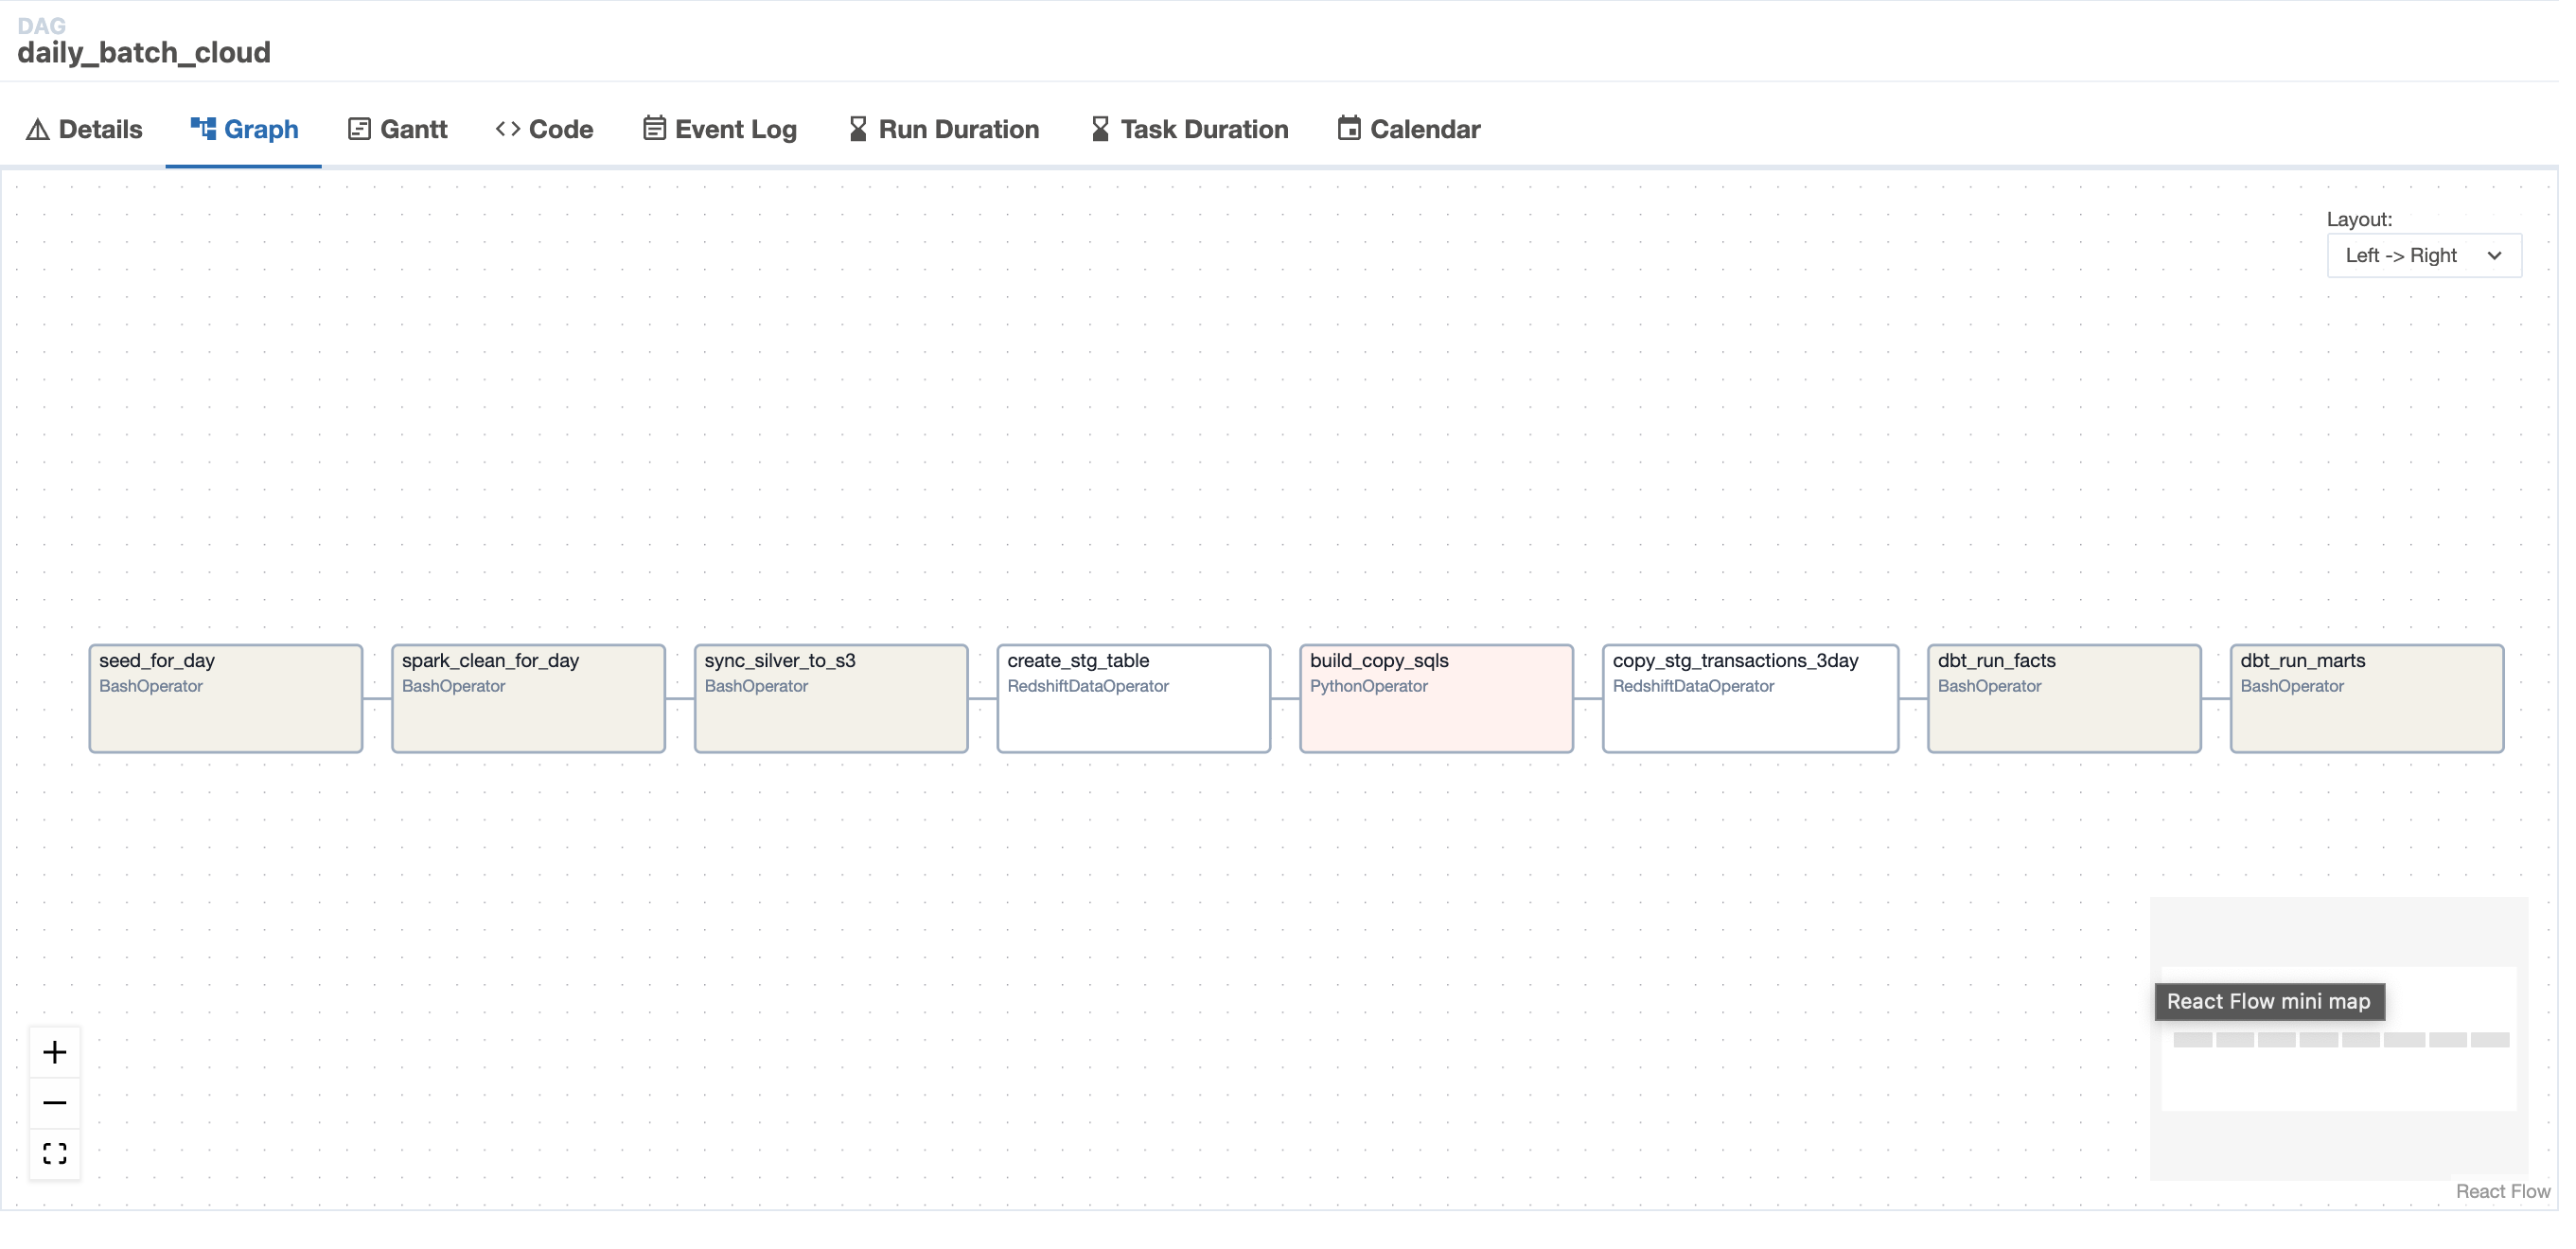 DAG
daily_batch_cloud
Details
Graph
Gantt
Code
Event Log
Run Duration
Task Duration
Calendar
Layout:
Left -> Right
seed_for_day
BashOperator
spark_clean_for_day
BashOperator
sync_silver_to_s3
BashOperator
create_stg_table
RedshiftDataOperator
build_copy_sqls
PythonOperator
copy_stg_transactions_3day
RedshiftDataOperator
dbt_run_facts
BashOperator
dbt_run_marts
BashOperator
React Flow mini map
React Flow